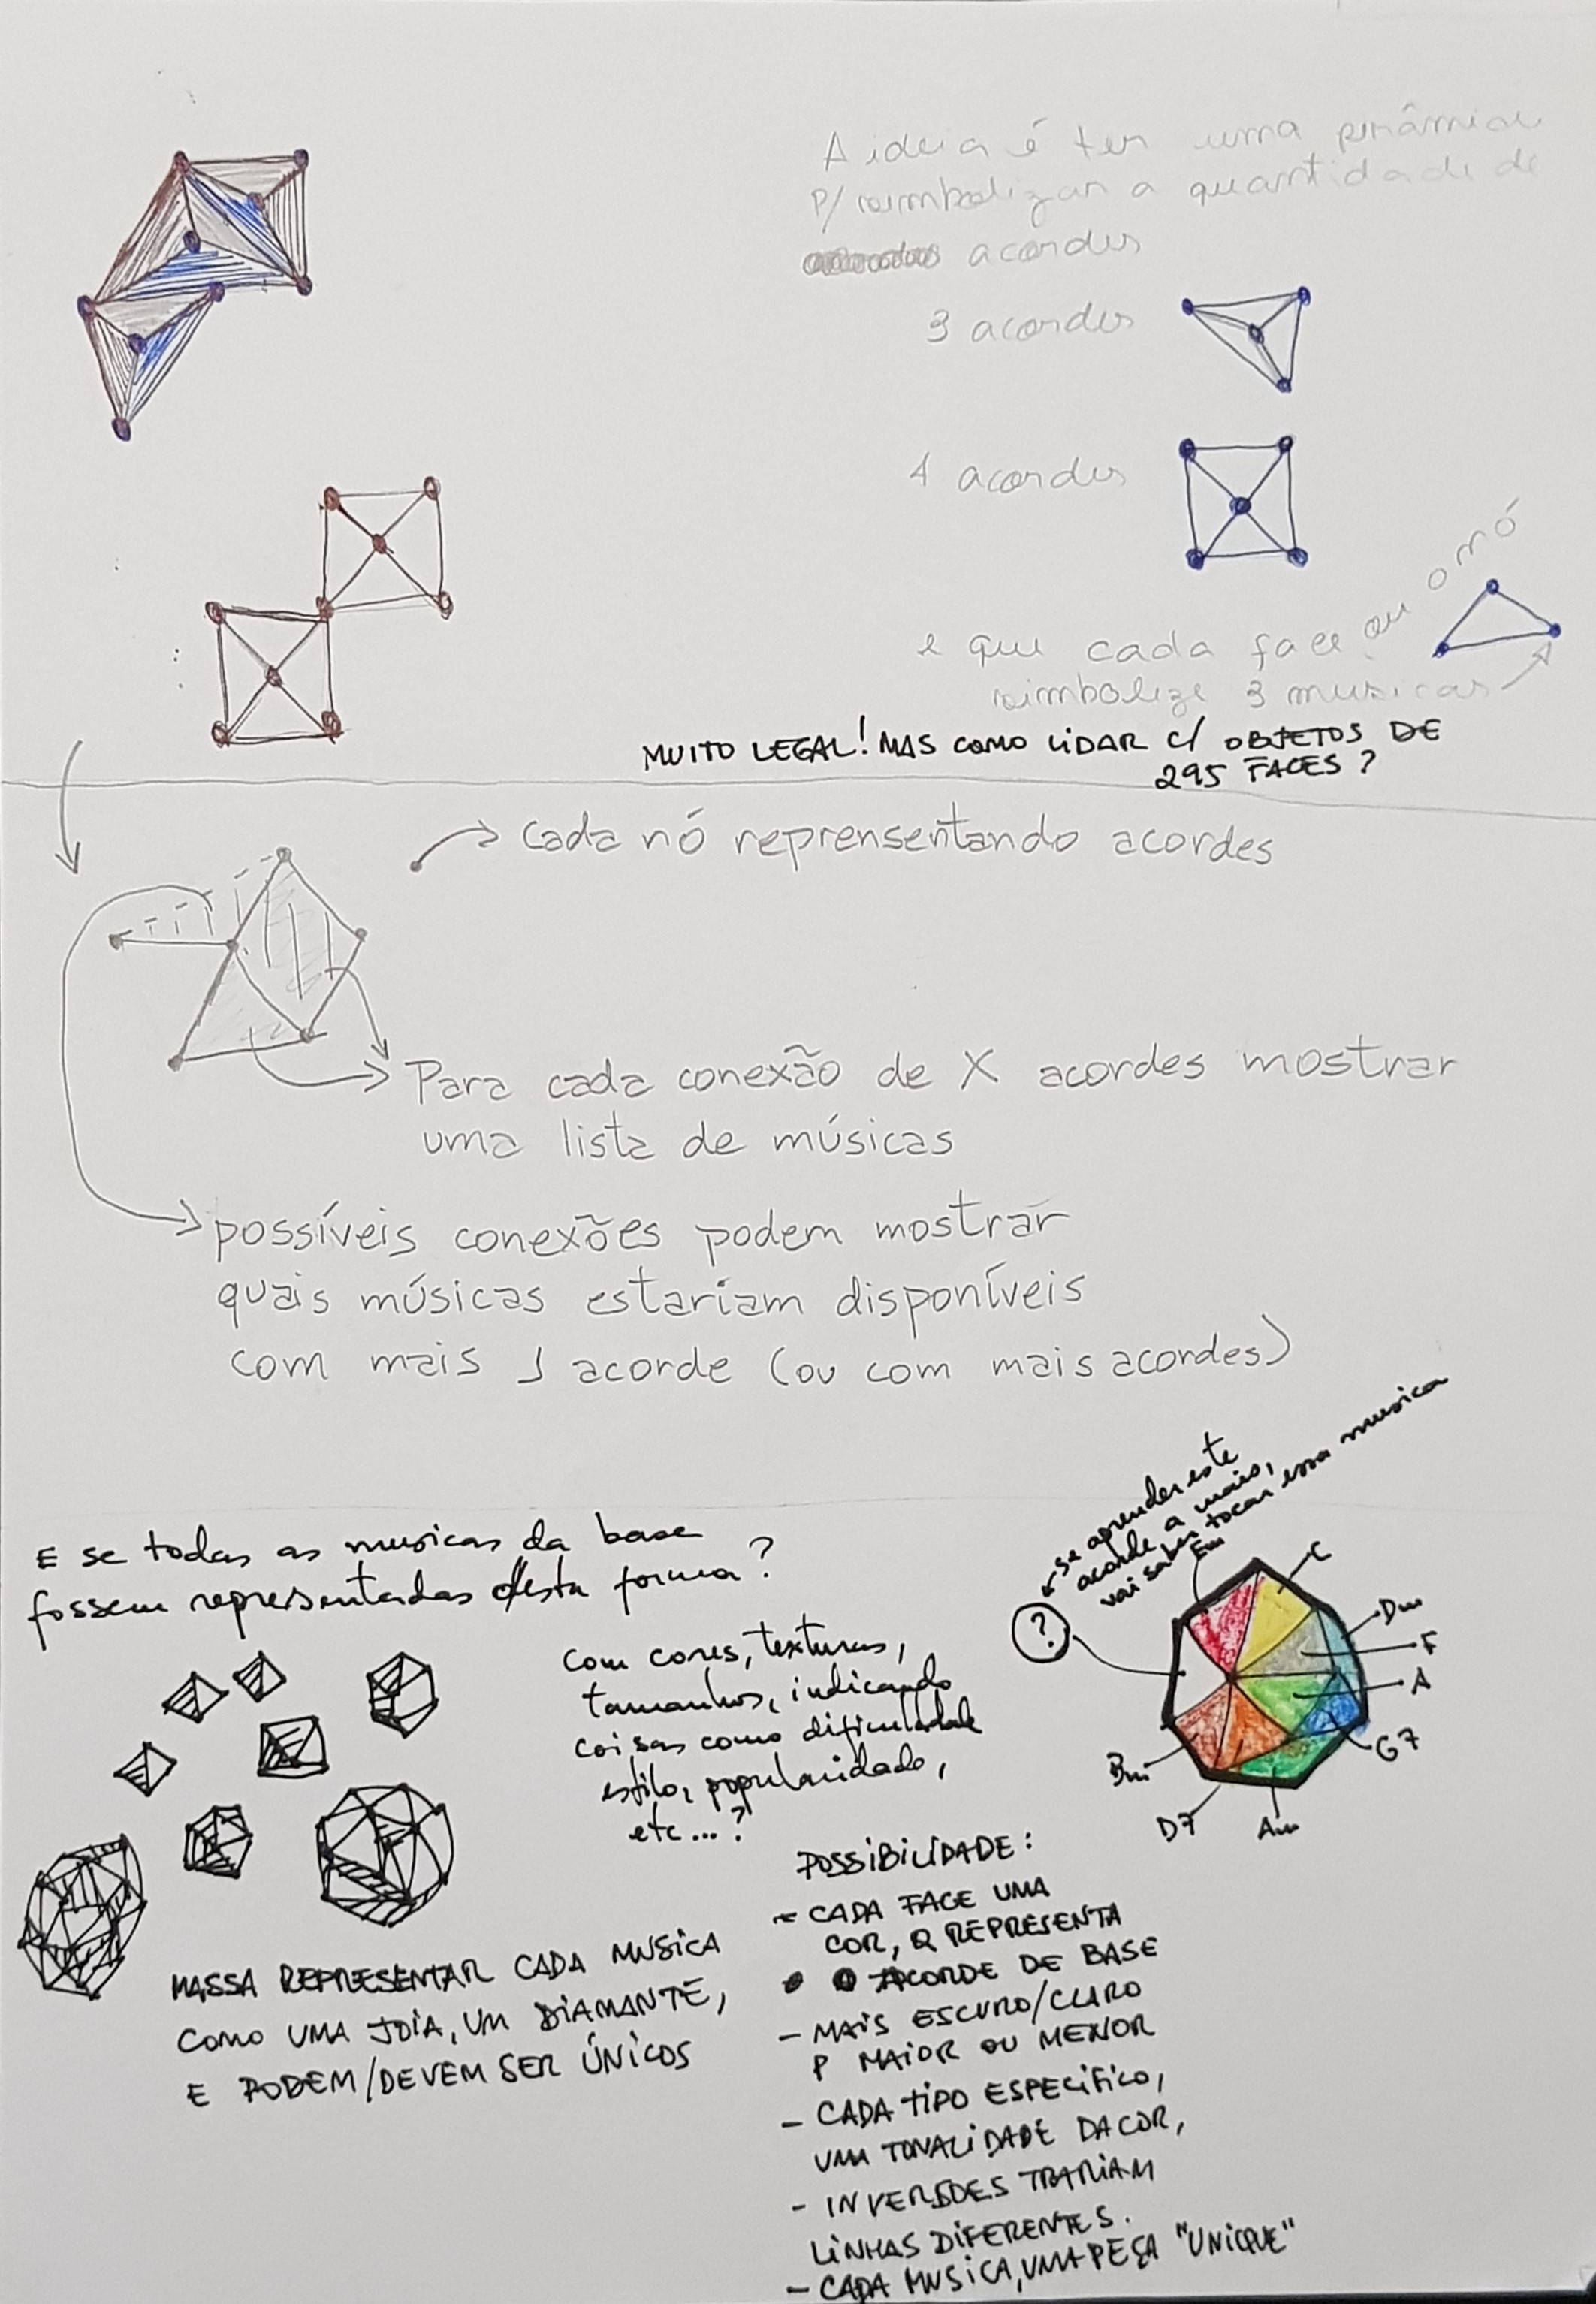 A ideia é ter uma pirâmide
p/ simbolizar a quantidade de
acordes
3 acordes
4 acordes
e que cada face ou o nó
simbolize 3 musicas
MUITO LEGAL! MAS COMO LIDAR C/ OBJETOS DE
295 FACES?
cada nó reprensentando acordes
Para cada conexão de X acordes mostrar
uma lista de músicas
possíveis conexões podem mostrar
quais músicas estariam disponíveis
com mais 1 acorde (ou com mais acordes)
E se todas as musicas da base
fossem representadas desta forma?
com cores, texturas,
tamanhos, indicando
coisas como dificuldade
estilo, popularidade,
etc...?
se aprender este
acorde a mais,
vai saber tocar essa musica
?
Em
C
Dm
F
A
G7
Am
D7
Bm
MASSA REPRESENTAR CADA MUSICA
COMO UMA JOIA, UM DIAMANTE,
E PODEM/DEVEM SER ÚNICOS
POSSIBILIDADE:
- CADA FACE UMA
COR, Q REPRESENTA
O ACORDE DE BASE
- MAIS ESCURO/CLARO
P MAIOR OU MENOR
- CADA TIPO ESPECIFICO,
UMA TONALIDADE DA COR,
- INVERSÕES TRARIAM
LINHAS DIFERENTES.
- CADA MUSICA, UMA PEÇA "UNIQUE"